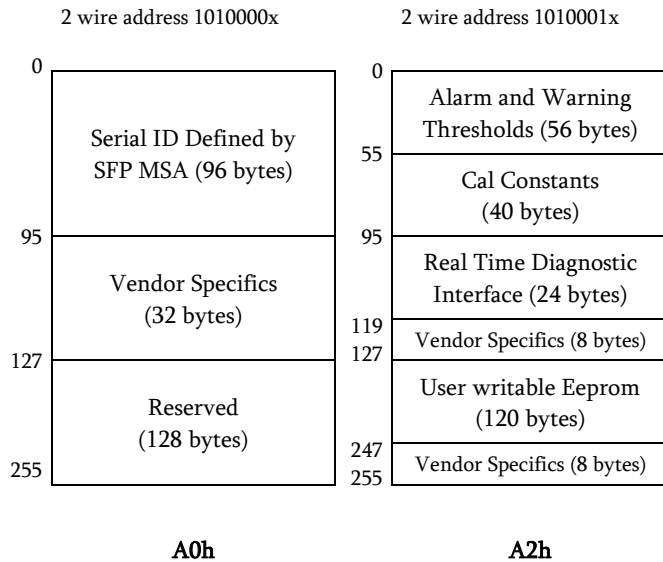 2 wire address 1010000x
0
Serial ID Defined by
SFP MSA (96 bytes)
95
Vendor Specifics
(32 bytes)
127
Reserved
(128 bytes)
255
A0h
2 wire address 1010001x
0
Alarm and Warning
Thresholds (56 bytes)
55
Cal Constants
(40 bytes)
95
Real Time Diagnostic
Interface (24 bytes)
119
Vendor Specifics (8 bytes)
127
User writable Eeprom
(120 bytes)
247
Vendor Specifics (8 bytes)
255
A2h